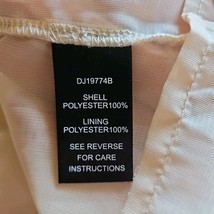 DJ19774B
SHELL
POLYESTER100%
LINING
POLYESTER100%
SEE REVERSE
FOR CARE
INSTRUCTIONS